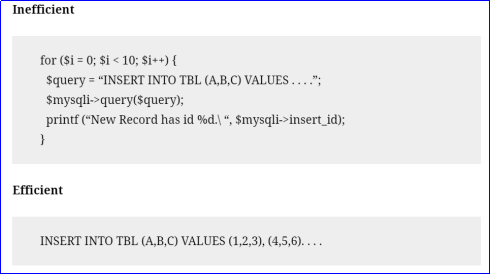 Inefficient
for ($i = 0; $i < 10; $i++) {
$query = “INSERT INTO TBL (A,B,C) VALUES . . . .”;
$mysqli->query($query);
printf (“New Record has id %d.\ “, $mysqli->insert_id);
}
Efficient
INSERT INTO TBL (A,B,C) VALUES (1,2,3), (4,5,6). . . .